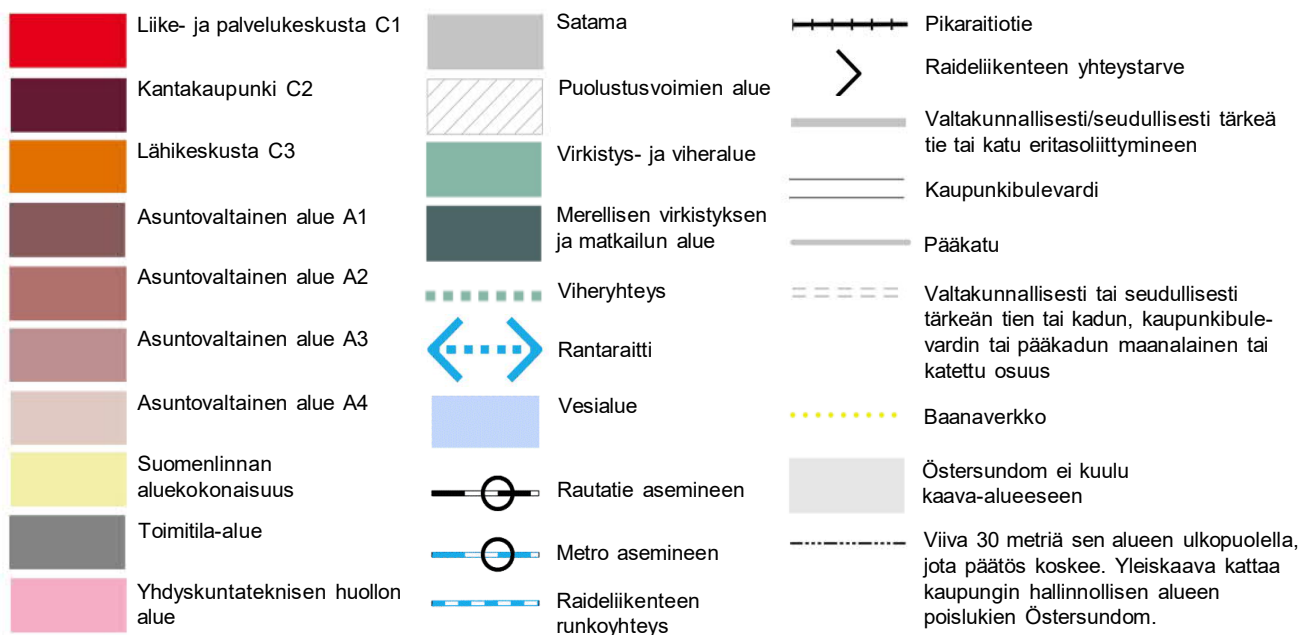 Liike- ja palvelukeskusta C1
Kantakaupunki C2
Lähikeskusta C3
Asuntovaltainen alue A1
Asuntovaltainen alue A2
Asuntovaltainen alue A3
Asuntovaltainen alue A4
Suomenlinnan
aluekokonaisuus
Toimitila-alue
Yhdyskuntateknisen huollon
alue
Satama
Puolustusvoimien alue
Virkistys- ja viheralue
Merellisen virkistyksen
ja matkailun alue
Viheryhteys
Rantaraitti
Vesialue
Rautatie asemineen
Metro asemineen
Raideliikenteen
runkoyhteys
Pikaraitiotie
Raideliikenteen yhteystarve
Valtakunnallisesti/seudullisesti tärkeä
tie tai katu eritasoliittymineen
Kaupunkibulevardi
Pääkatu
Valtakunnallisesti tai seudullisesti
tärkeän tien tai kadun, kaupunkibule-
vardin tai pääkadun maanalainen tai
katettu osuus
Baanaverkko
Östersundom ei kuulu
kaava-alueeseen
Viiva 30 metriä sen alueen ulkopuolella,
jota päätös koskee. Yleiskaava kattaa
kaupungin hallinnollisen alueen
poislukien Östersundom.